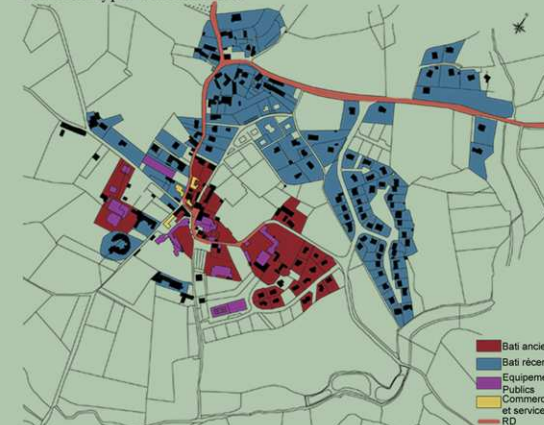 Bati ancie
Bati récen
Equipeme
Publics
Commerc
et service
RD